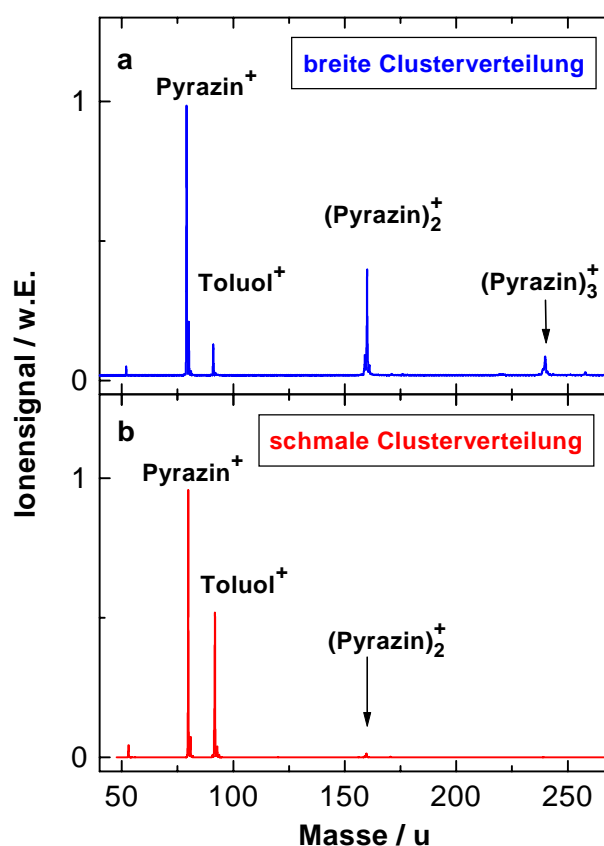 a
breite Clusterverteilung
Pyrazin+
1
(Pyrazin)2+
Toluol+
(Pyrazin)3+
0
b
schmale Clusterverteilung
Pyrazin+
1
Toluol+
(Pyrazin)2+
0
50 100 150 200 250
Masse / u
Ionensignal / w.E.